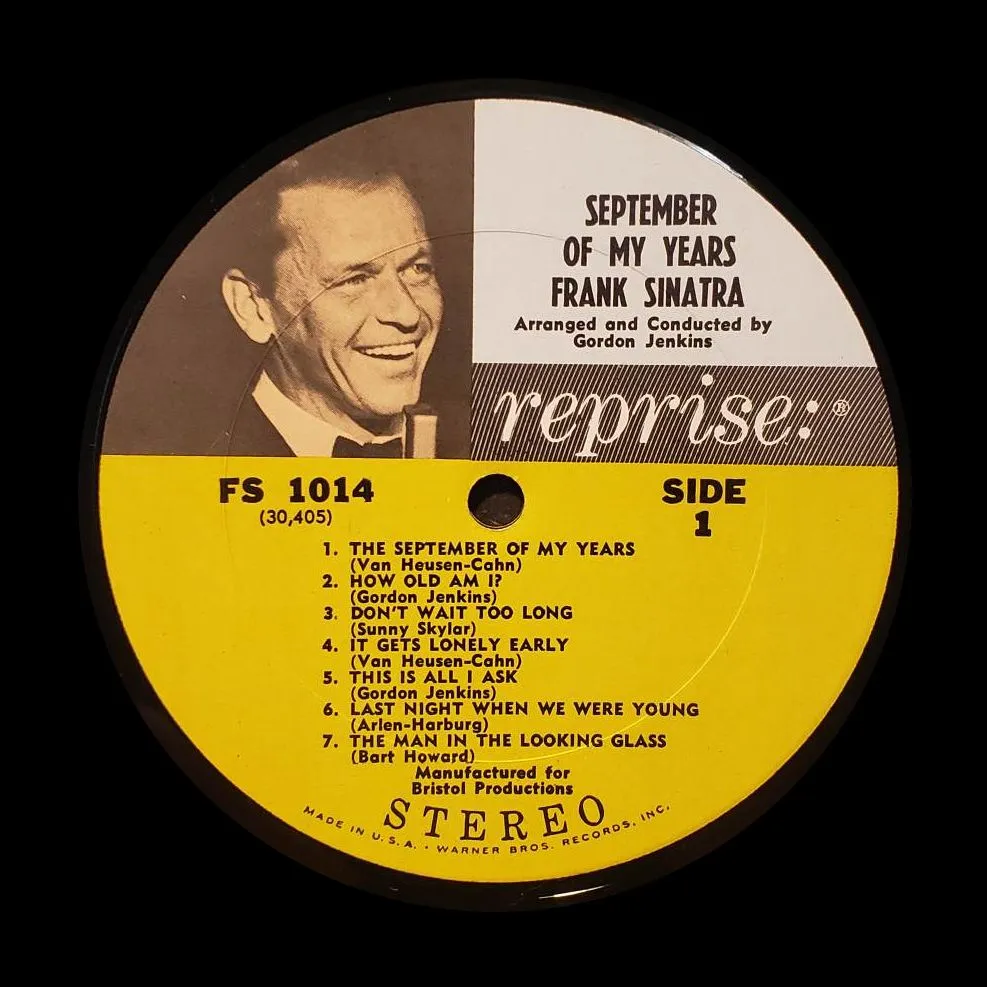 SEPTEMBER
OF MY YEARS
FRANK SINATRA
Arranged and Conducted by
Gordon Jenkins
reprise:®
FS 1014
(30,405)
SIDE
1
1. THE SEPTEMBER OF MY YEARS
(Van Heusen-Cahn)
2. HOW OLD AM I?
(Gordon Jenkins)
3. DON'T WAIT TOO LONG
(Sunny Skylar)
4. IT GETS LONELY EARLY
(Van Heusen-Cahn)
5. THIS IS ALL I ASK
(Gordon Jenkins)
6. LAST NIGHT WHEN WE WERE YOUNG
(Arlen-Harburg)
7. THE MAN IN THE LOOKING GLASS
(Bart Howard)
Manufactured for
Bristol Productions
STEREO
MADE IN U.S.A. • WARNER BROS. RECORDS, INC.